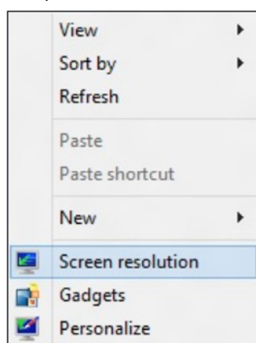 View
Sort by
Refresh
Paste
Paste shortcut
New
Screen resolution
Gadgets
Personalize